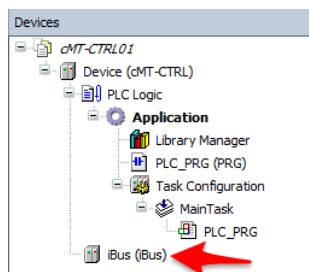 Devices
cMT-CTRL01
Device (cMT-CTRL)
PLC Logic
Application
Library Manager
PLC_PRG (PRG)
Task Configuration
MainTask
PLC_PRG
iBus (iBus)